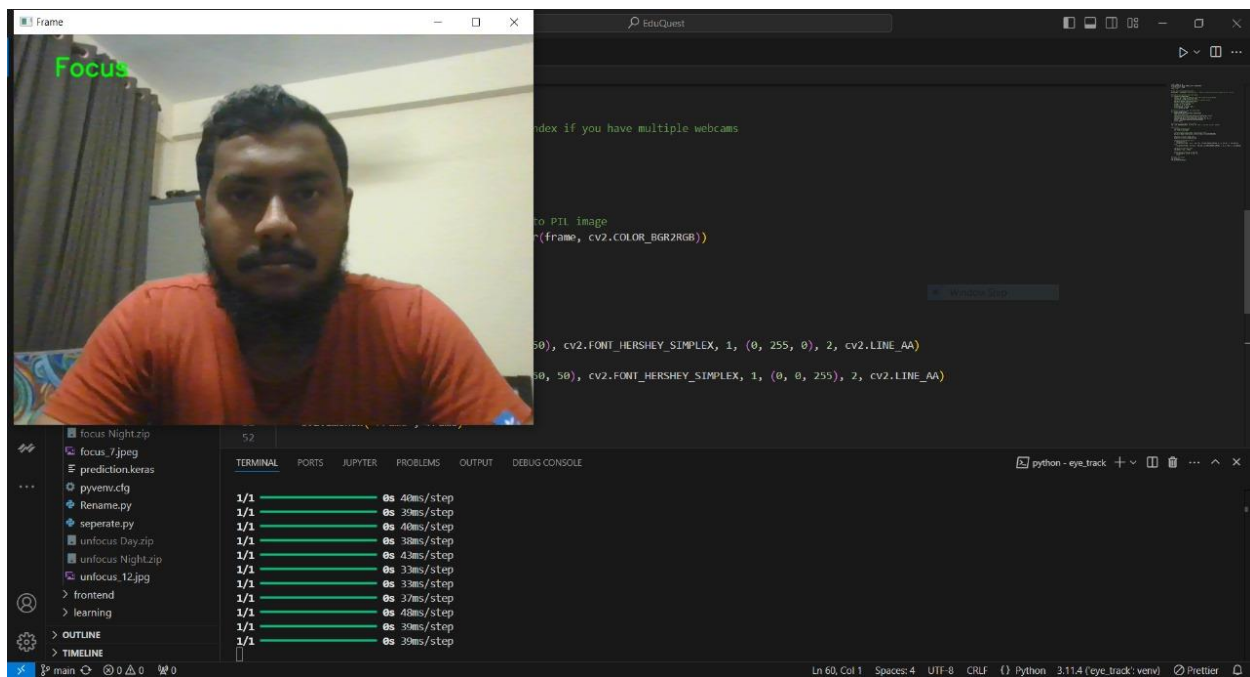 Frame
EduQuest
Focus
ndex if you have multiple webcams
to PIL image
(frame, cv2.COLOR_BGR2RGB))
Window Snip
50), cv2.FONT_HERSHEY_SIMPLEX, 1, (0, 255, 0), 2, cv2.LINE_AA)
50, 50), cv2.FONT_HERSHEY_SIMPLEX, 1, (0, 0, 255), 2, cv2.LINE_AA)
focus Night.zip
52
focus_7.jpeg
prediction.keras
pyvenv.cfg
Rename.py
seperate.py
unfocus Day.zip
unfocus Night.zip
unfocus_12.jpg
frontend
learning
OUTLINE
TIMELINE
TERMINAL PORTS JUPYTER PROBLEMS OUTPUT DEBUG CONSOLE python - eye_track
1/1 0s 40ms/step
1/1 0s 39ms/step
1/1 0s 40ms/step
1/1 0s 38ms/step
1/1 0s 43ms/step
1/1 0s 33ms/step
1/1 0s 33ms/step
1/1 0s 37ms/step
1/1 0s 48ms/step
1/1 0s 39ms/step
1/1 0s 39ms/step
main 0 0 0 Ln 60, Col 1 Spaces: 4 UTF-8 CRLF {} Python 3.11.4 ('eye_track': venv) Prettier